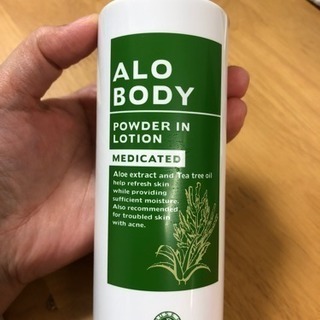 ALO
BODY
POWDER IN
LOTION
MEDICATED
Aloe extract and Tea tree oil
help refresh skin
while providing
sufficient moisture.
Also recommended
for troubled skin
with acne.